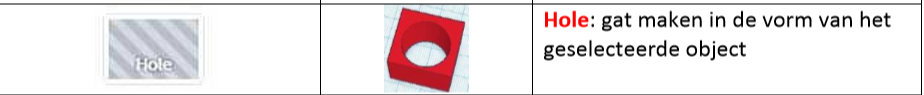 Hole
Hole: gat maken in de vorm van het
geselecteerde object